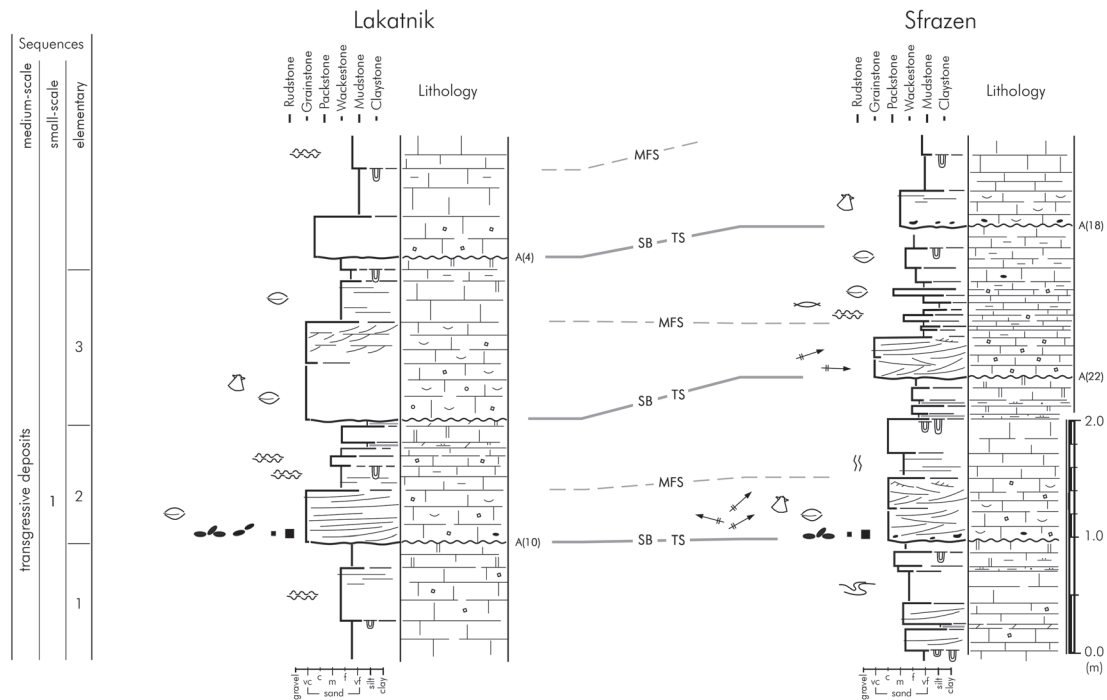 Lakatnik
Sfrazen
Sequences
medium-scale
small-scale
elementary
Rudstone
Grainstone
Packstone
Wackestone
Mudstone
Claystone
Lithology
Rudstone
Grainstone
Packstone
Wackestone
Mudstone
Claystone
Lithology
MFS
A(18)
SB TS
A(4)
MFS
3
A(22)
SB TS
2.0
transgressive deposits
MFS
1
2
A(10)
SB TS
1.0
1
0.0
(m)
gravel
vc
c
m
f
vf
silt
clay
sand
gravel
vc
c
m
f
vf
silt
clay
sand